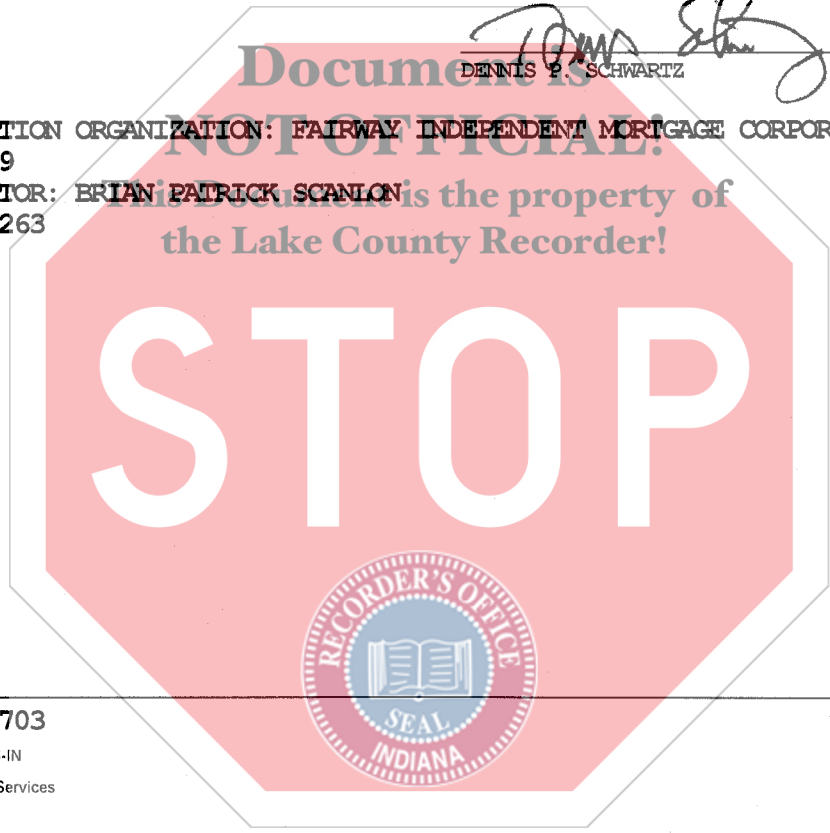 Document is
DENNIS P. SCHWARTZ
TION ORGANIZATION: FAIRWAY INDEPENDENT MORTGAGE CORPOR
NOT OFFICIAL!
9
TOR: BRIAN PATRICK SCANLON
This Document is the property of
263
the Lake County Recorder!
STOP
RECORDER'S OFFICE
SEAL
INDIANA
703
-IN
Services